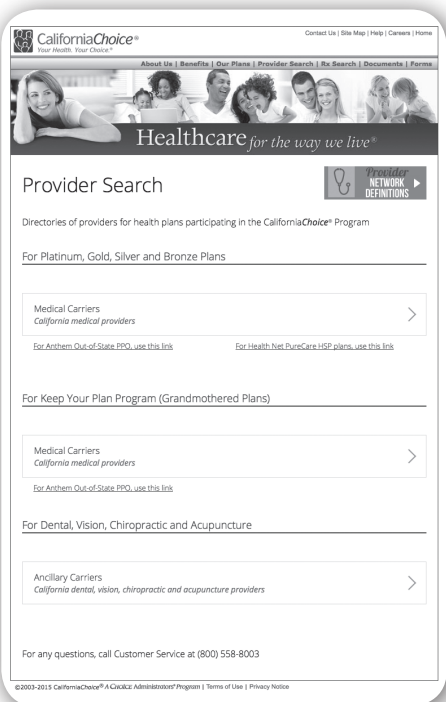 CaliforniaChoice®
Your Health. Your Choice.®
Contact Us | Site Map | Help | Careers | Home
About Us | Benefits | Our Plans | Provider Search | Rx Search | Documents | Forms
Healthcare for the way we live®
Provider Search
Provider
NETWORK
DEFINITIONS
Directories of providers for health plans participating in the CaliforniaChoice® Program
For Platinum, Gold, Silver and Bronze Plans
Medical Carriers
California medical providers
For Anthem Out-of-State PPO, use this link
For Health Net PureCare HSP plans, use this link
For Keep Your Plan Program (Grandmothered Plans)
Medical Carriers
California medical providers
For Anthem Out-of-State PPO, use this link
For Dental, Vision, Chiropractic and Acupuncture
Ancillary Carriers
California dental, vision, chiropractic and acupuncture providers
For any questions, call Customer Service at (800) 558-8003
©2003-2015 CaliforniaChoice® A CHOICE Administrators® Program | Terms of Use | Privacy Notice